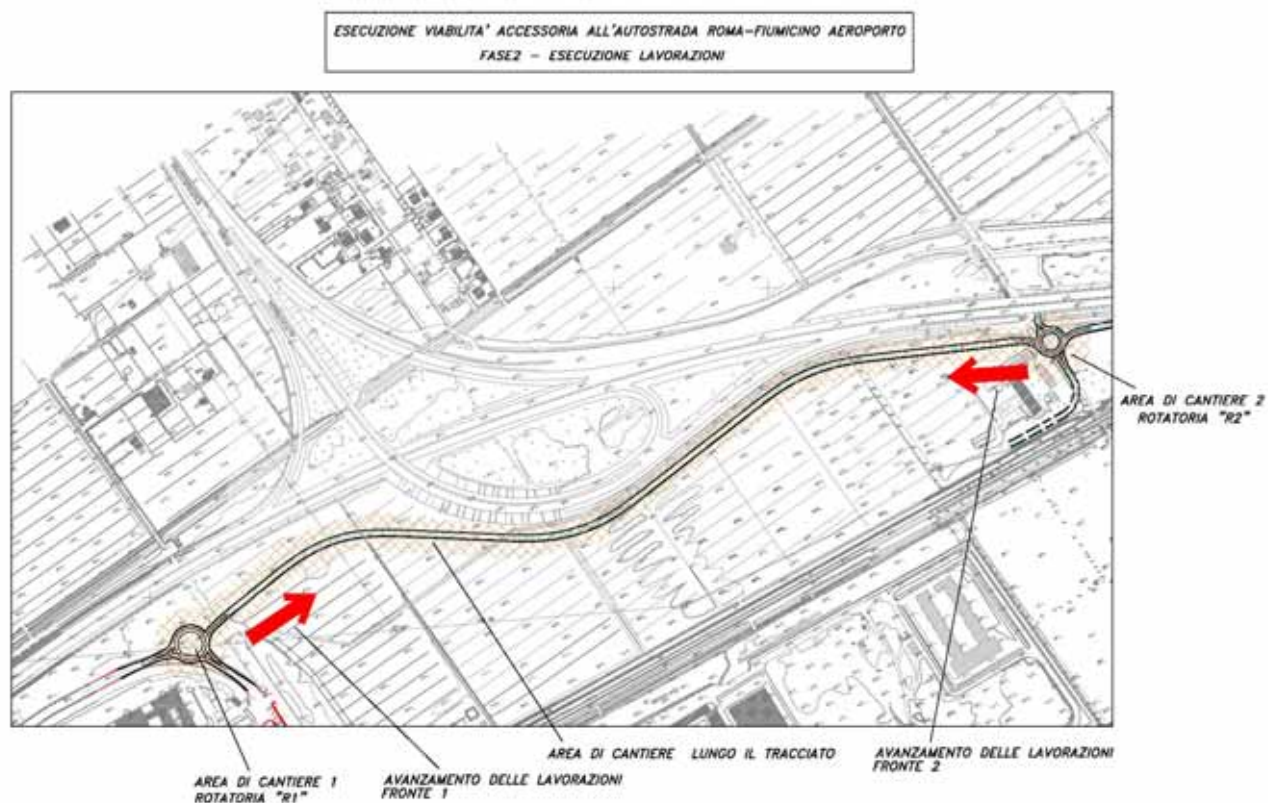 ESECUZIONE VIABILITA' ACCESSORIA ALL'AUTOSTRADA ROMA-FIUMICINO AEROPORTO
FASE2 - ESECUZIONE LAVORAZIONI
AREA DI CANTIERE 2
ROTATORIA "R2"
AREA DI CANTIERE LUNGO IL TRACCIATO
AVANZAMENTO DELLE LAVORAZIONI
FRONTE 2
AREA DI CANTIERE 1
ROTATORIA "R1"
AVANZAMENTO DELLE LAVORAZIONI
FRONTE 1